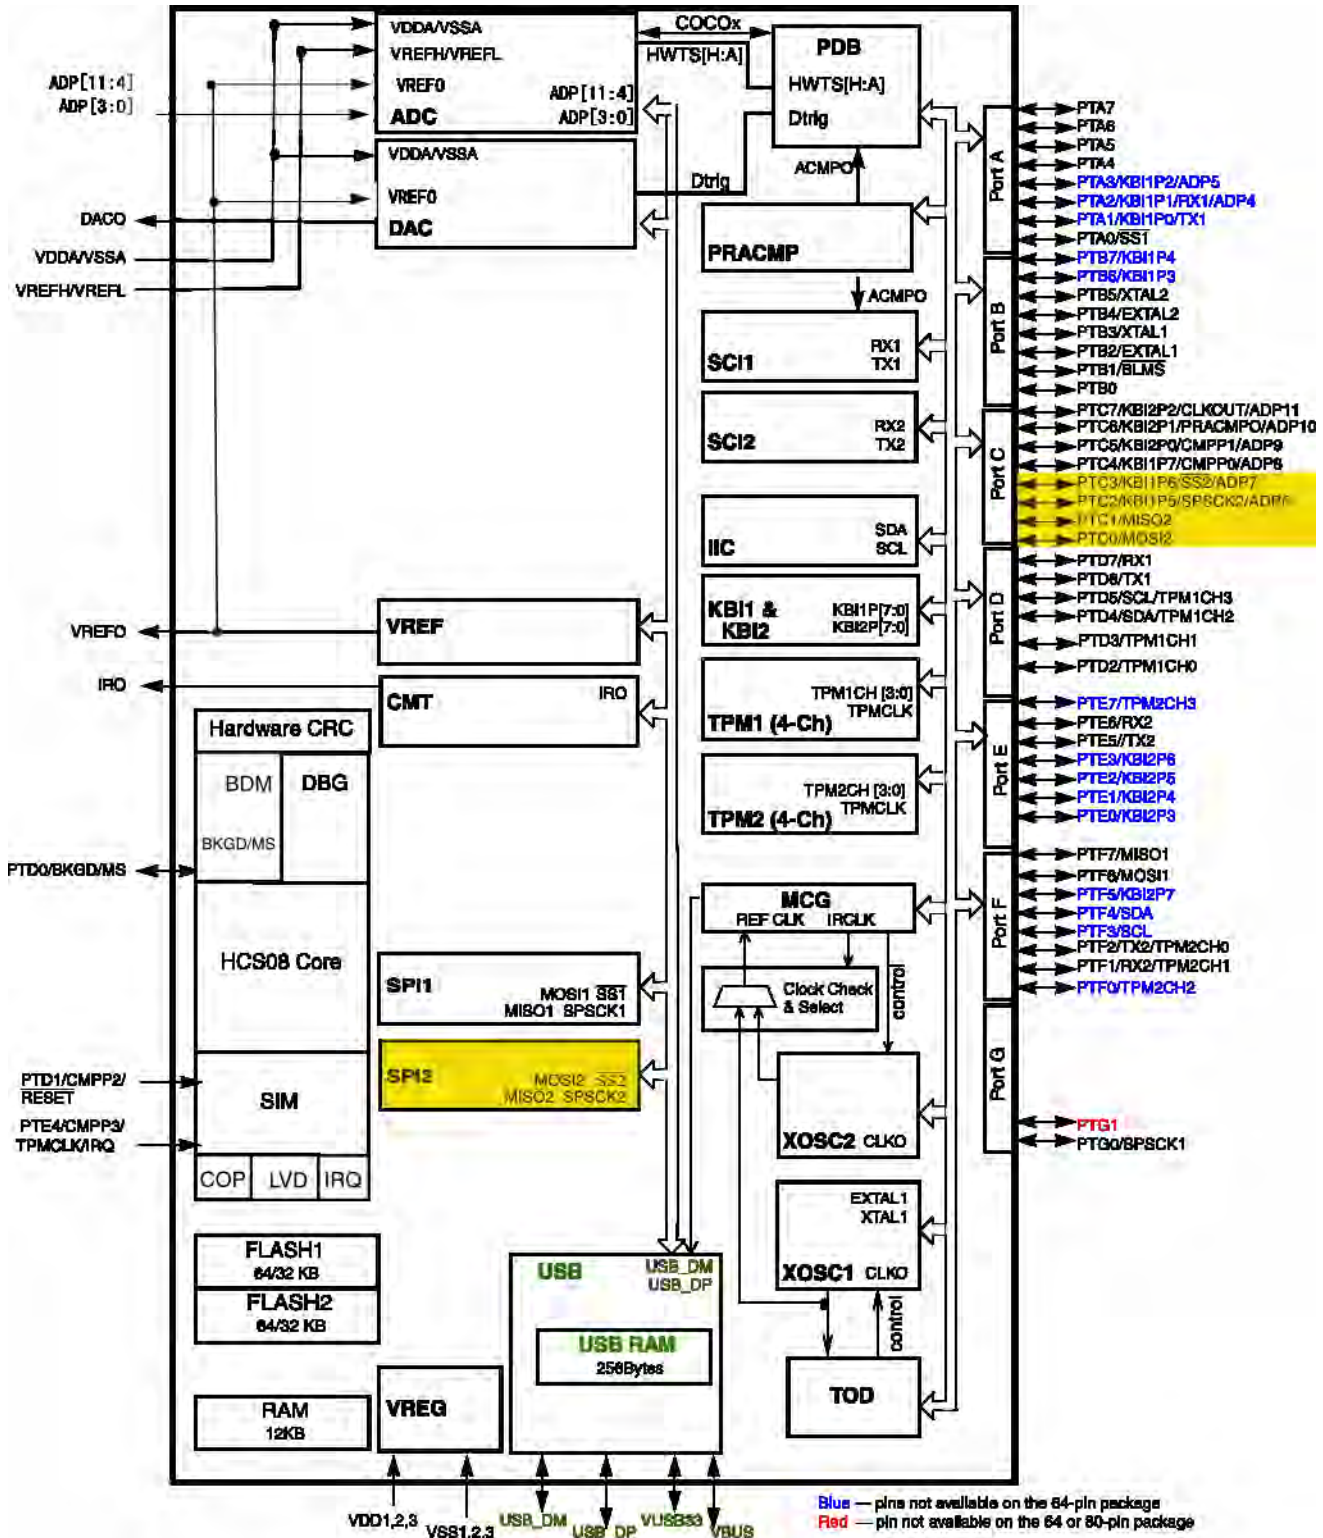 VDDA/VSSA
VREFH/VREFL
VREFO
ADP[11:4]
ADP[3:0]
ADC
ADP[11:4]
ADP[3:0]
COCOx
HWTS[H:A]
PDB
HWTS[H:A]
Dtrig
VDDA/VSSA
VREFO
DAC
Dtrig
ACMPO
DACO
VDDA/VSSA
VREFH/VREFL
PRACMP
ACMPO
SCI1
RX1
TX1
SCI2
RX2
TX2
IIC
SDA
SCL
KBI1 &
KBI2
KBI1P[7:0]
KBI2P[7:0]
VREFO
VREF
IRO
CMT
IRO
TPM1CH [3:0]
TPMCLK
TPM1 (4-Ch)
TPM2CH [3:0]
TPMCLK
TPM2 (4-Ch)
Hardware CRC
BDM
DBG
BKGD/MS
PTD0/BKGD/MS
HCS08 Core
MCG
REF CLK
IRCLK
Clock Check
& Select
control
SPI1
MOSI1 SS1
MISO1 SPSCK1
SPI2
MOSI2 SS2
MISO2 SPSCK2
PTD1/CMPP2/
RESET
PTE4/CMPP3/
TPMCLK/IRQ
SIM
COP
LVD
IRQ
XOSC2 CLKO
EXTAL1
XTAL1
XOSC1 CLKO
control
TOD
FLASH1
64/32 KB
FLASH2
64/32 KB
RAM
12KB
VREG
USB
USB_DM
USB_DP
USB RAM
256Bytes
VDD1,2,3
VSS1,2,3
USB_DM
USB_DP
VUSB33
VBUS
Port A
PTA7
PTA6
PTA5
PTA4
PTA3/KBI1P2/ADP5
PTA2/KBI1P1/RX1/ADP4
PTA1/KBI1P0/TX1
PTA0/SS1
Port B
PTB7/KBI1P4
PTB6/KBI1P3
PTB5/XTAL2
PTB4/EXTAL2
PTB3/XTAL1
PTB2/EXTAL1
PTB1/BLMS
PTB0
Port C
PTC7/KBI2P2/CLKOUT/ADP11
PTC6/KBI2P1/PRACMPO/ADP10
PTC5/KBI2P0/CMPP1/ADP9
PTC4/KBI1P7/CMPP0/ADP8
PTC3/KBI1P6/SS2/ADP7
PTC2/KBI1P5/SPSCK2/ADP6
PTC1/MISO2
PTC0/MOSI2
Port D
PTD7/RX1
PTD6/TX1
PTD5/SCL/TPM1CH3
PTD4/SDA/TPM1CH2
PTD3/TPM1CH1
PTD2/TPM1CH0
Port E
PTE7/TPM2CH3
PTE6/RX2
PTE5//TX2
PTE3/KBI2P6
PTE2/KBI2P5
PTE1/KBI2P4
PTE0/KBI2P3
Port F
PTF7/MISO1
PTF6/MOSI1
PTF5/KBI2P7
PTF4/SDA
PTF3/SCL
PTF2/TX2/TPM2CH0
PTF1/RX2/TPM2CH1
PTF0/TPM2CH2
Port G
PTG1
PTG0/SPSCK1
Blue — pins not available on the 64-pin package
Red — pin not available on the 64 or 80-pin package